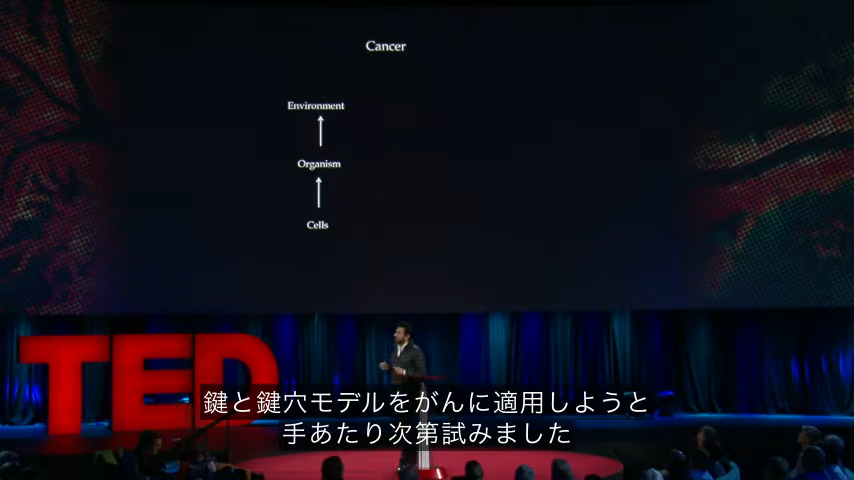 Cancer
Environment
Organism
Cells
TED
鍵と鍵穴モデルをがんに適用しようと
手あたり次第試みました